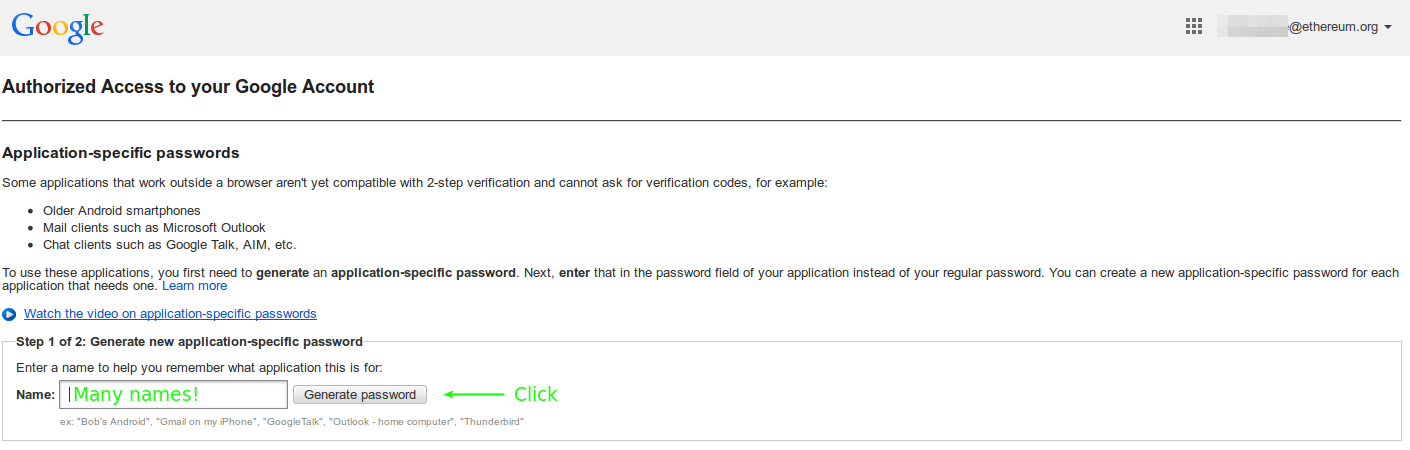 Google
@ethereum.org
Authorized Access to your Google Account
Application-specific passwords
Some applications that work outside a browser aren't yet compatible with 2-step verification and cannot ask for verification codes, for example:
Older Android smartphones
Mail clients such as Microsoft Outlook
Chat clients such as Google Talk, AIM, etc.
To use these applications, you first need to generate an application-specific password. Next, enter that in the password field of your application instead of your regular password. You can create a new application-specific password for each
application that needs one. Learn more
Watch the video on application-specific passwords
Step 1 of 2: Generate new application-specific password
Enter a name to help you remember what application this is for:
Name: Many names! Generate password Click
ex: "Bob's Android", "Gmail on my iPhone", "GoogleTalk", "Outlook - home computer", "Thunderbird"